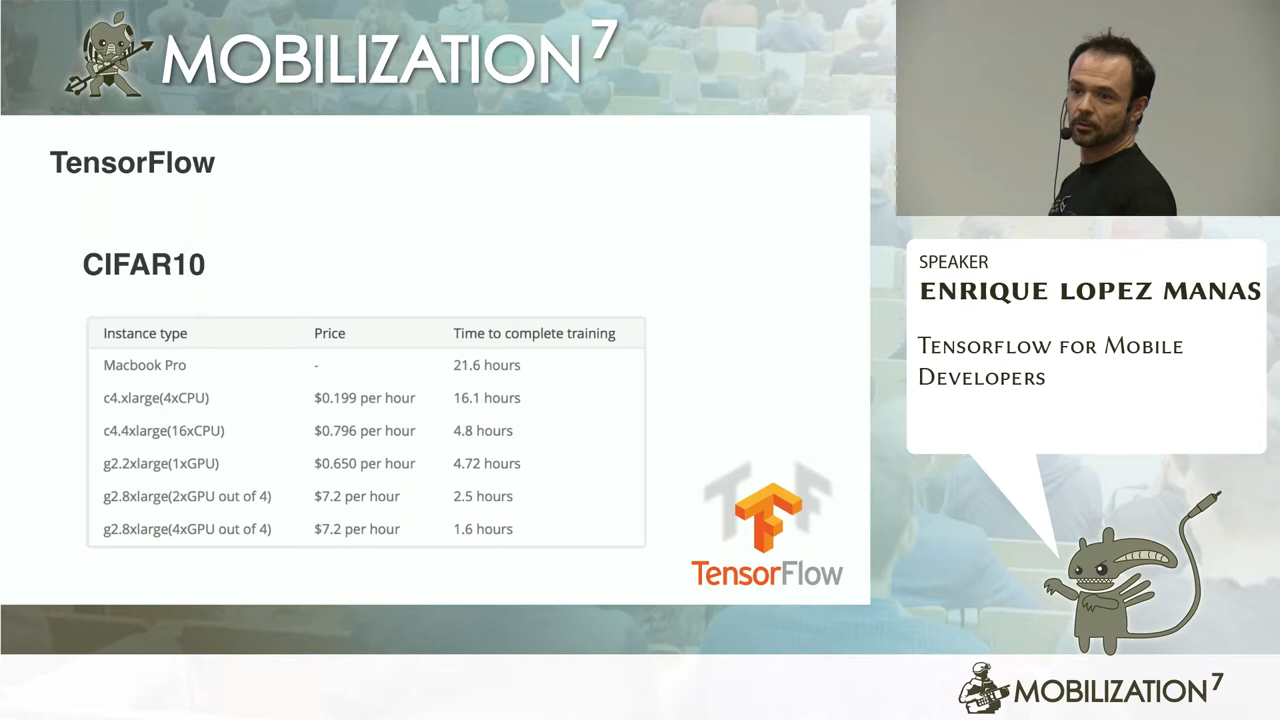 MOBILIZATION 7
TensorFlow
CIFAR10
Instance type Price Time to complete training
Macbook Pro - 21.6 hours
c4.xlarge(4xCPU) $0.199 per hour 16.1 hours
c4.4xlarge(16xCPU) $0.796 per hour 4.8 hours
g2.2xlarge(1xGPU) $0.650 per hour 4.72 hours
g2.8xlarge(2xGPU out of 4) $7.2 per hour 2.5 hours
g2.8xlarge(4xGPU out of 4) $7.2 per hour 1.6 hours
TensorFlow
SPEAKER
ENRIQUE LOPEZ MANAS
Tensorflow for Mobile
Developers
MOBILIZATION 7